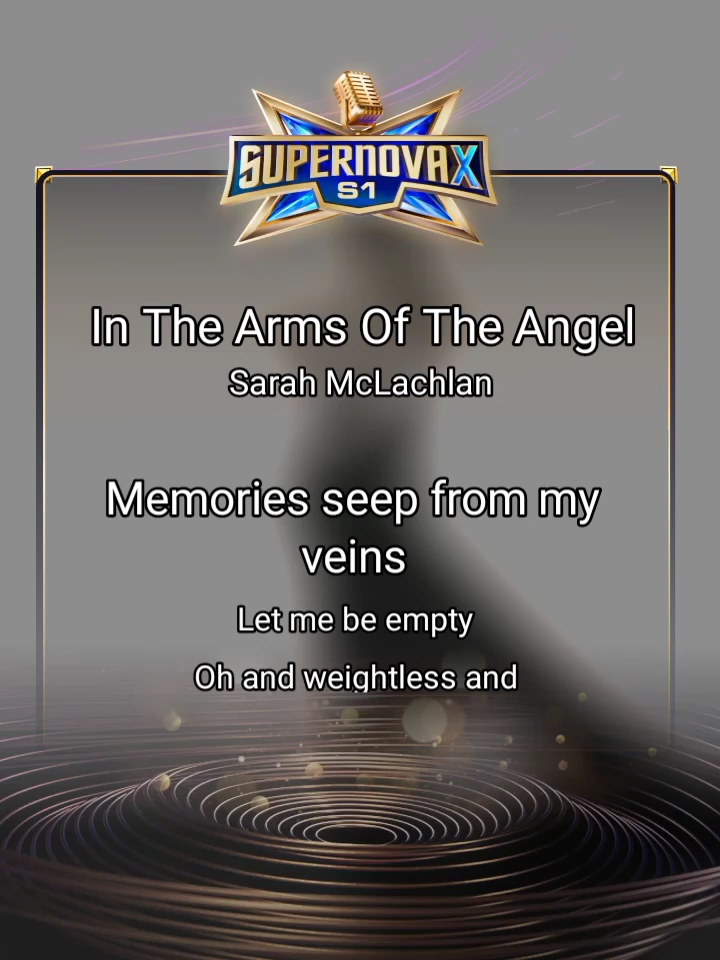 SUPERNOVA X
S1
In The Arms Of The Angel
Sarah McLachlan
Memories seep from my
veins
Let me be empty
Oh and weightless and